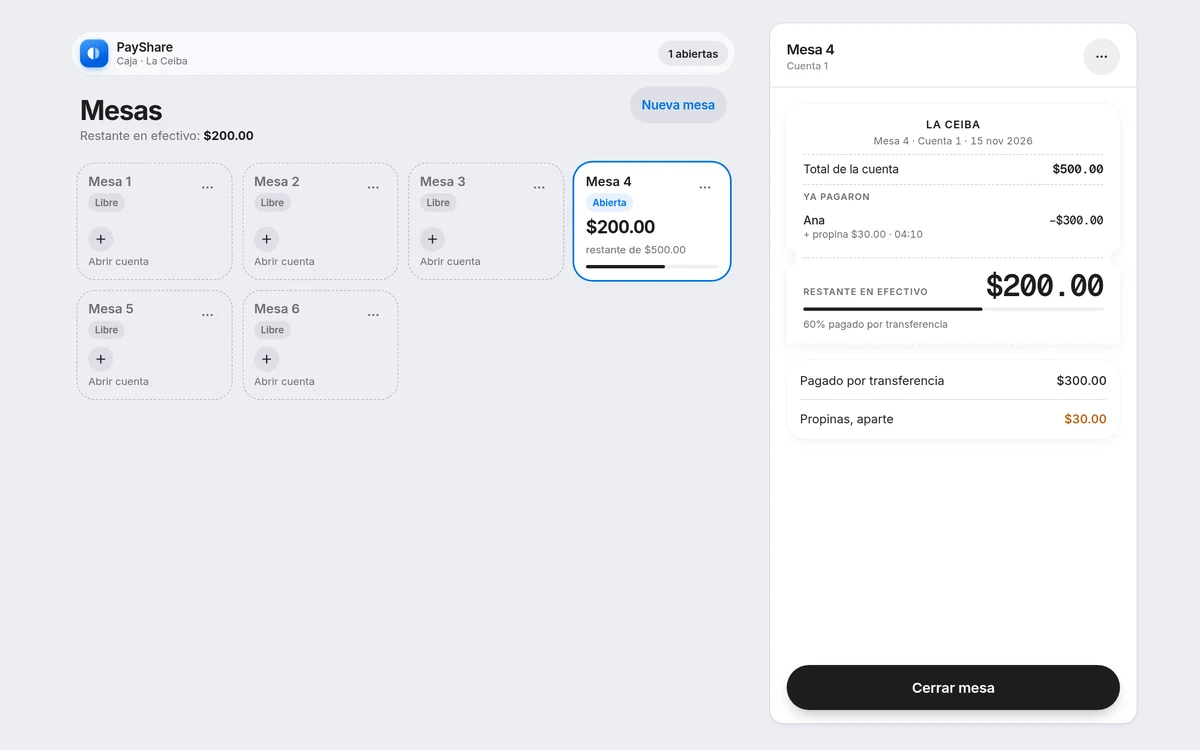 PayShare
Caja · La Ceiba
1 abiertas
Mesas
Nueva mesa
Restante en efectivo: $200.00
Mesa 1
...
Libre
+
Abrir cuenta
Mesa 2
...
Libre
+
Abrir cuenta
Mesa 3
...
Libre
+
Abrir cuenta
Mesa 4
...
Abierta
$200.00
restante de $500.00
Mesa 5
...
Libre
+
Abrir cuenta
Mesa 6
...
Libre
+
Abrir cuenta
Mesa 4
Cuenta 1
...
LA CEIBA
Mesa 4 · Cuenta 1 · 15 nov 2026
Total de la cuenta $500.00
YA PAGARON
Ana −$300.00
+ propina $30.00 · 04:10
RESTANTE EN EFECTIVO $200.00
60% pagado por transferencia
Pagado por transferencia $300.00
Propinas, aparte $30.00
Cerrar mesa